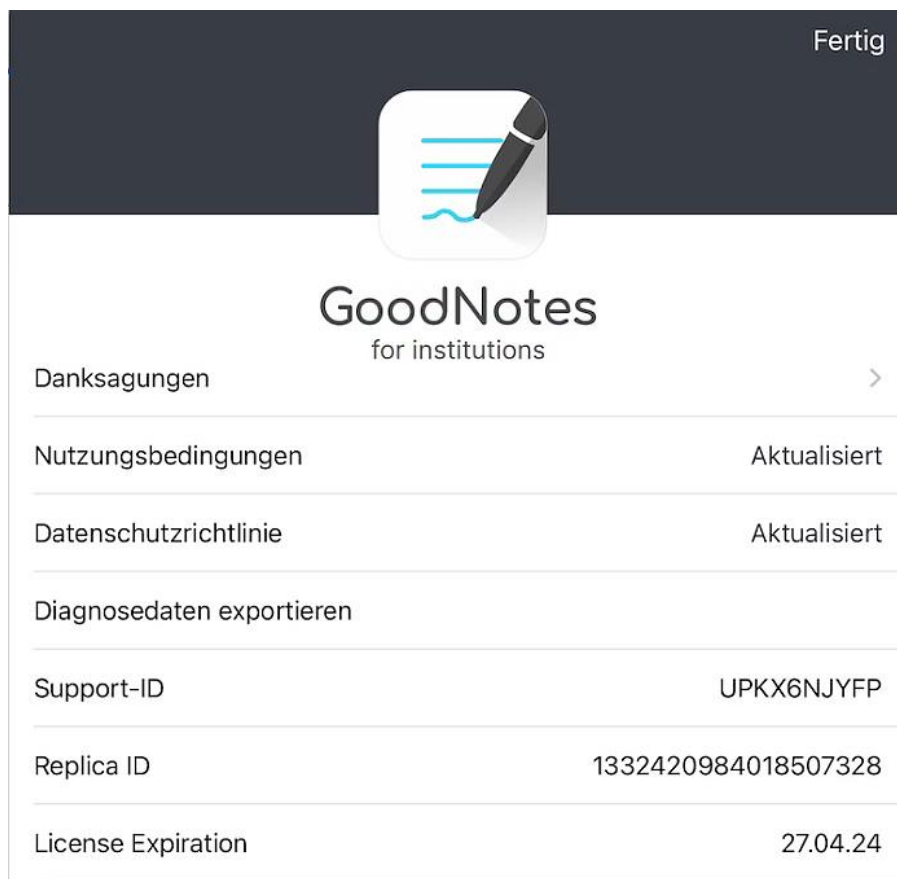 Fertig
GoodNotes
for institutions
Danksagungen
Nutzungsbedingungen Aktualisiert
Datenschutzrichtlinie Aktualisiert
Diagnosedaten exportieren
Support-ID UPKX6NJYFP
Replica ID 1332420984018507328
License Expiration 27.04.24